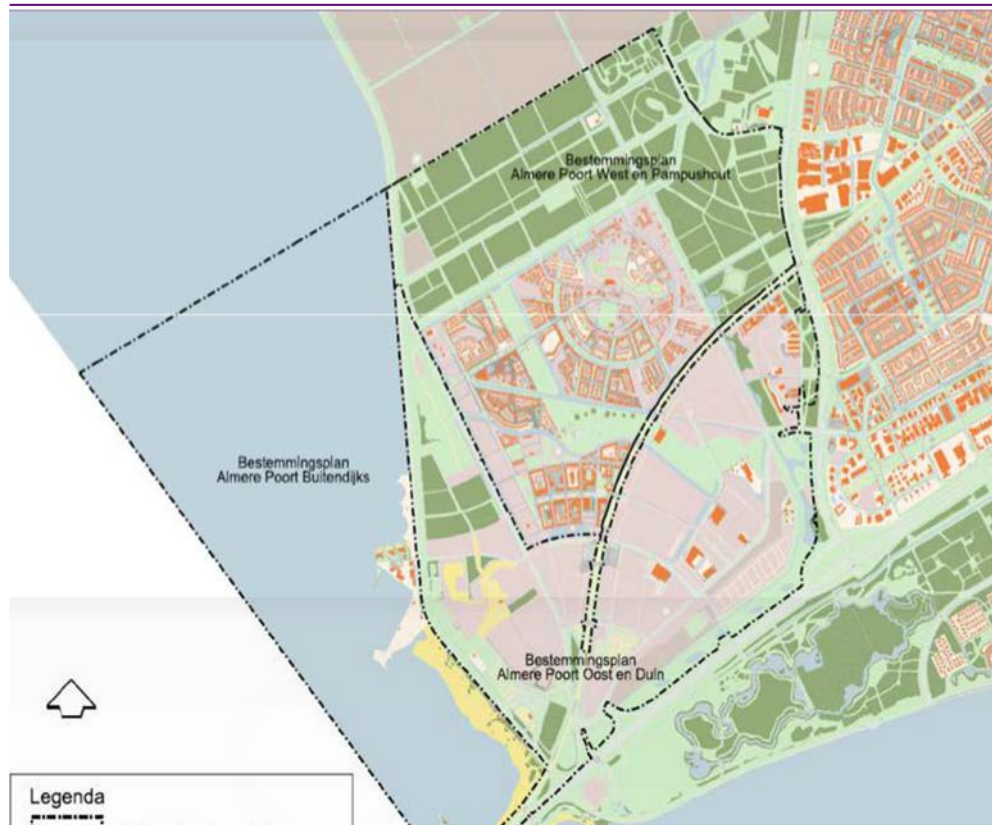 Bestemmingsplan
Almere Poort West en Pampushout
Bestemmingsplan
Almere Poort Buitendijks
Bestemmingsplan
Almere Poort Oost en Duin
Legenda